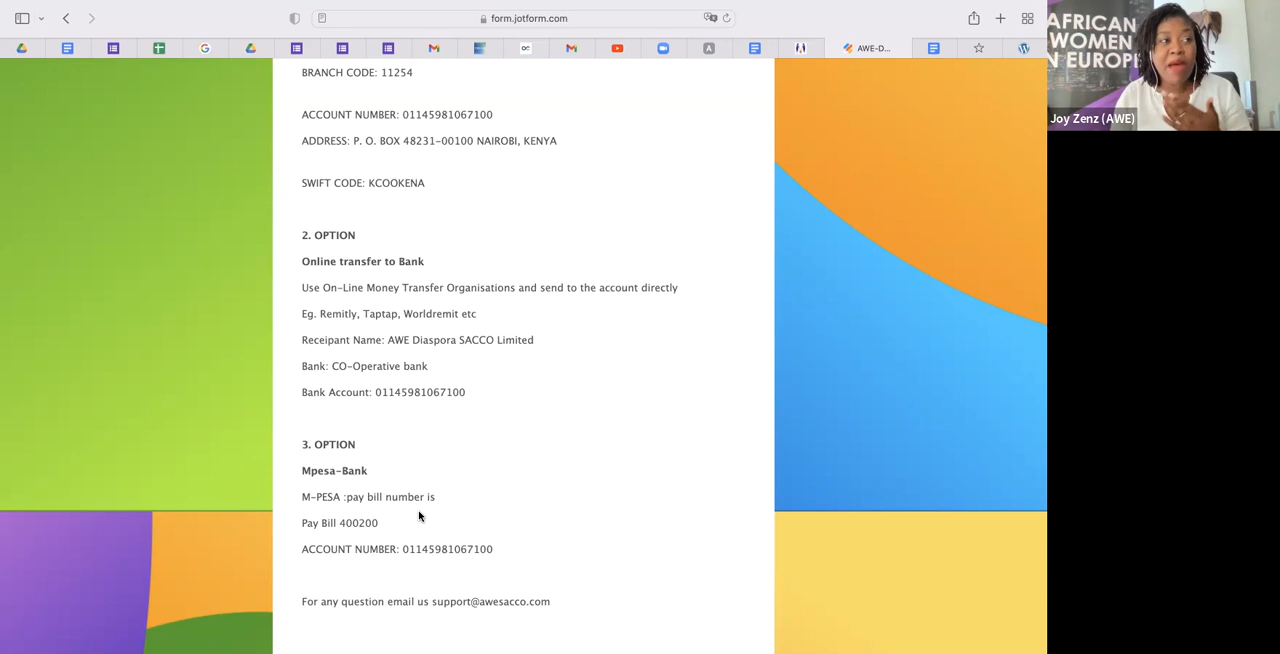 form.jotform.com
AWE-D...
BRANCH CODE: 11254
ACCOUNT NUMBER: 01145981067100
ADDRESS: P. O. BOX 48231-00100 NAIROBI, KENYA
SWIFT CODE: KCOOKENA
2. OPTION
Online transfer to Bank
Use On-Line Money Transfer Organisations and send to the account directly
Eg. Remitly, Taptap, Worldremit etc
Receipant Name: AWE Diaspora SACCO Limited
Bank: CO-Operative bank
Bank Account: 01145981067100
3. OPTION
Mpesa-Bank
M-PESA :pay bill number is
Pay Bill 400200
ACCOUNT NUMBER: 01145981067100
For any question email us support@awesacco.com
AFRICAN
WOMEN
N EUROPE
Joy Zenz (AWE)